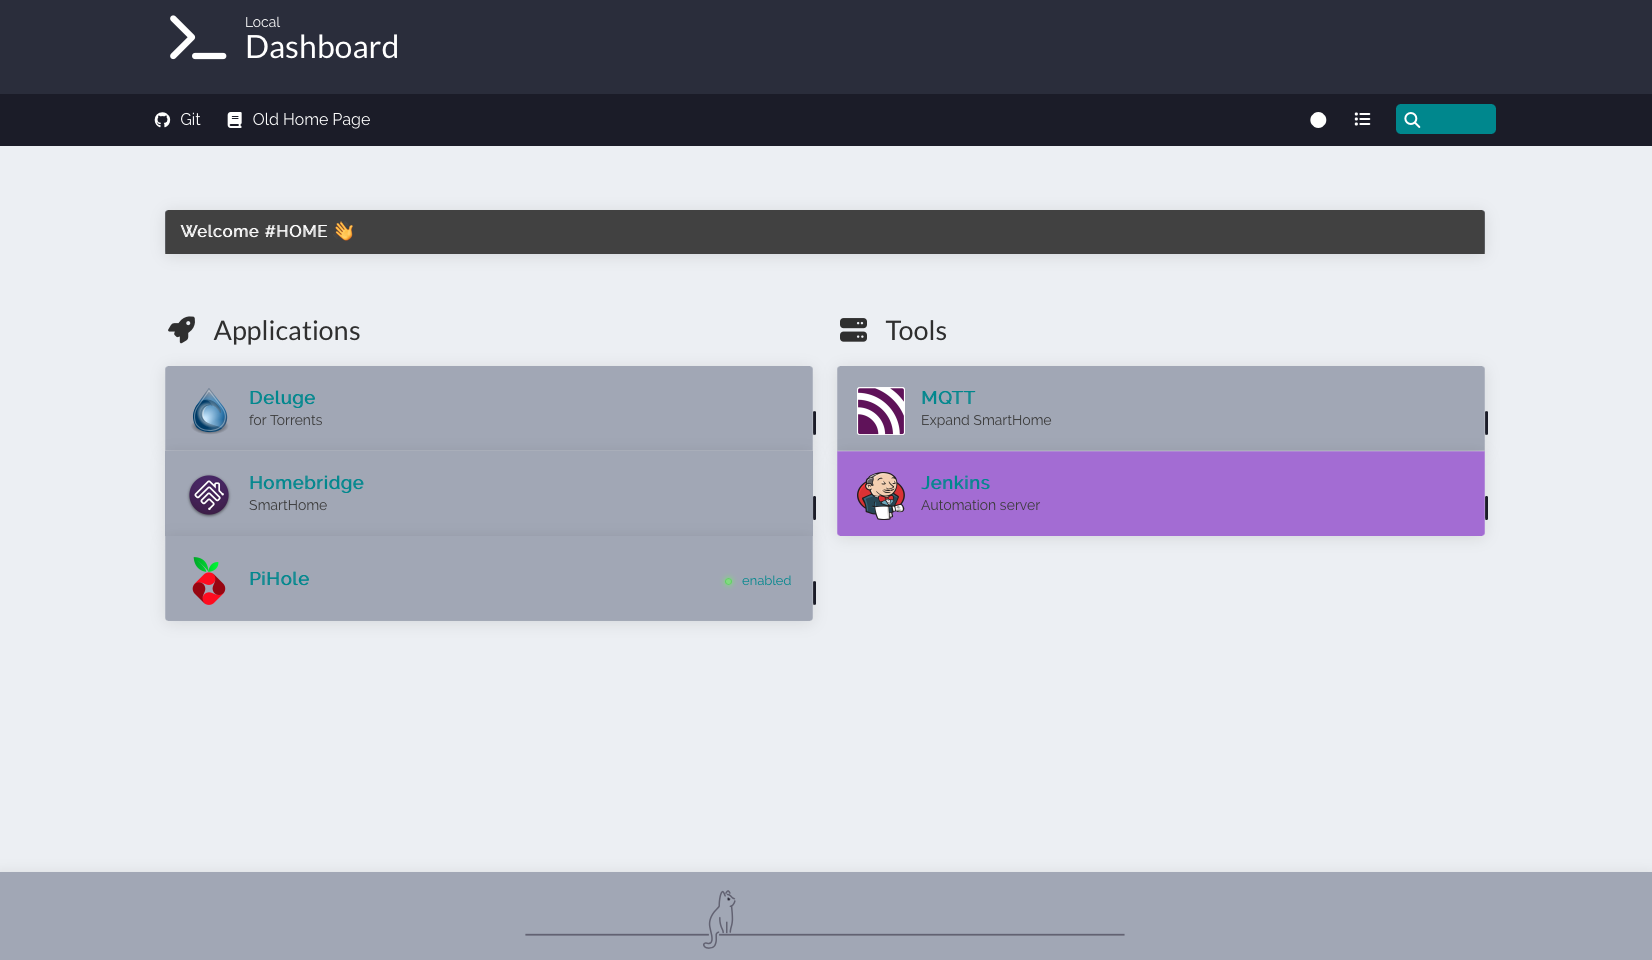 Local
Dashboard
Git
Old Home Page
Welcome #HOME 👋
Applications
Deluge
for Torrents
Homebridge
SmartHome
PiHole
enabled
Tools
MQTT
Expand SmartHome
Jenkins
Automation server